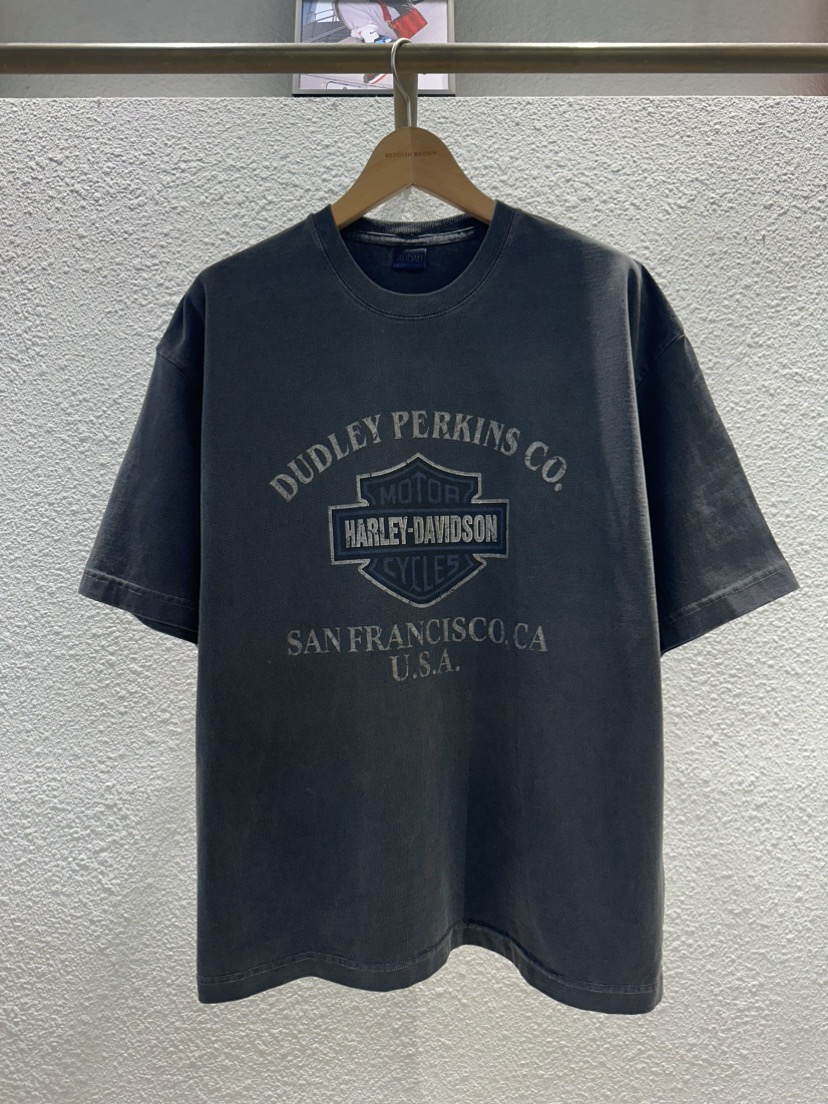 DUDLEY PERKINS CO.
MOTOR
HARLEY-DAVIDSON
CYCLES
SAN FRANCISCO, CA
U.S.A.